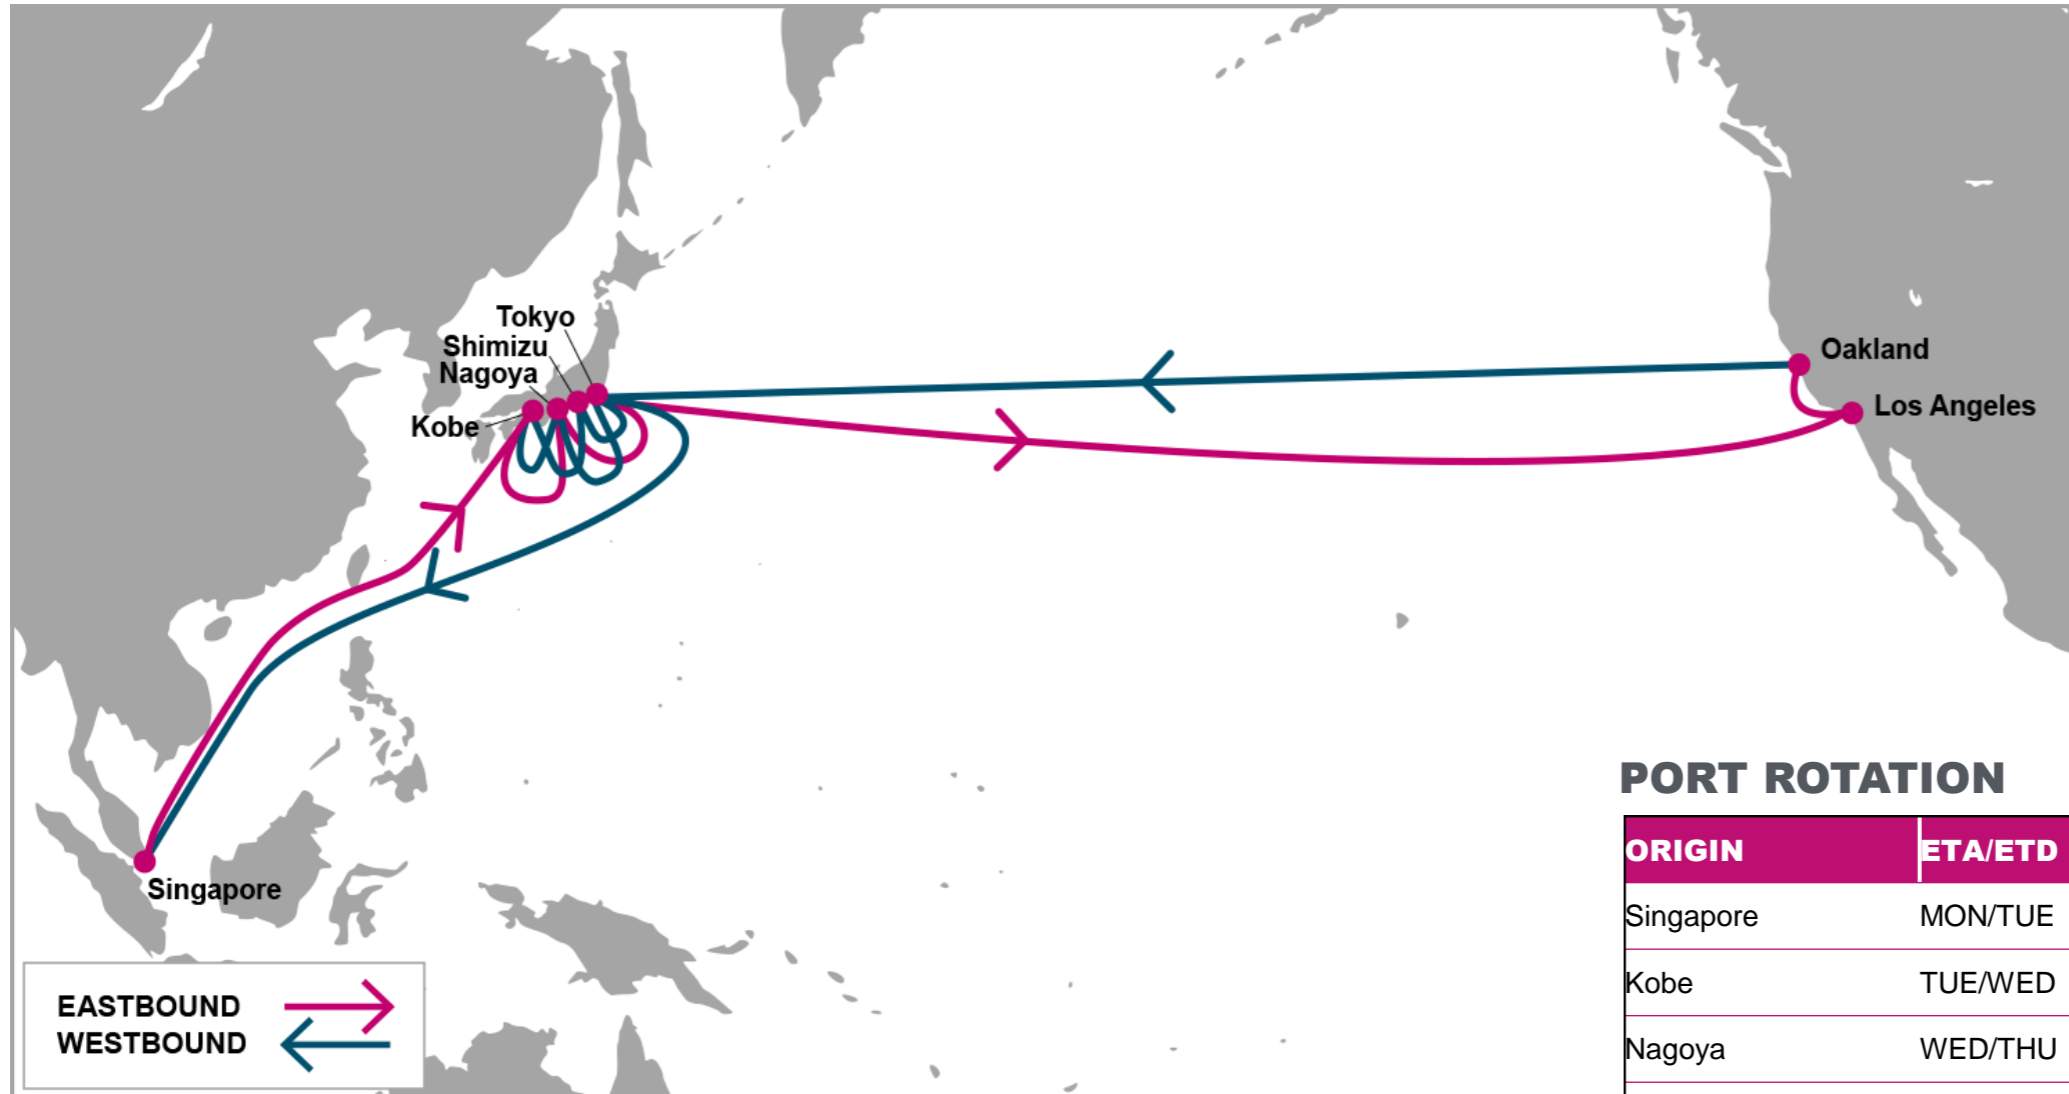 Tokyo
Shimizu
Nagoya
Kobe
Oakland
Los Angeles
Singapore
EASTBOUND
WESTBOUND
PORT ROTATION
ORIGIN ETA/ETD
Singapore MON/TUE
Kobe TUE/WED
Nagoya WED/THU